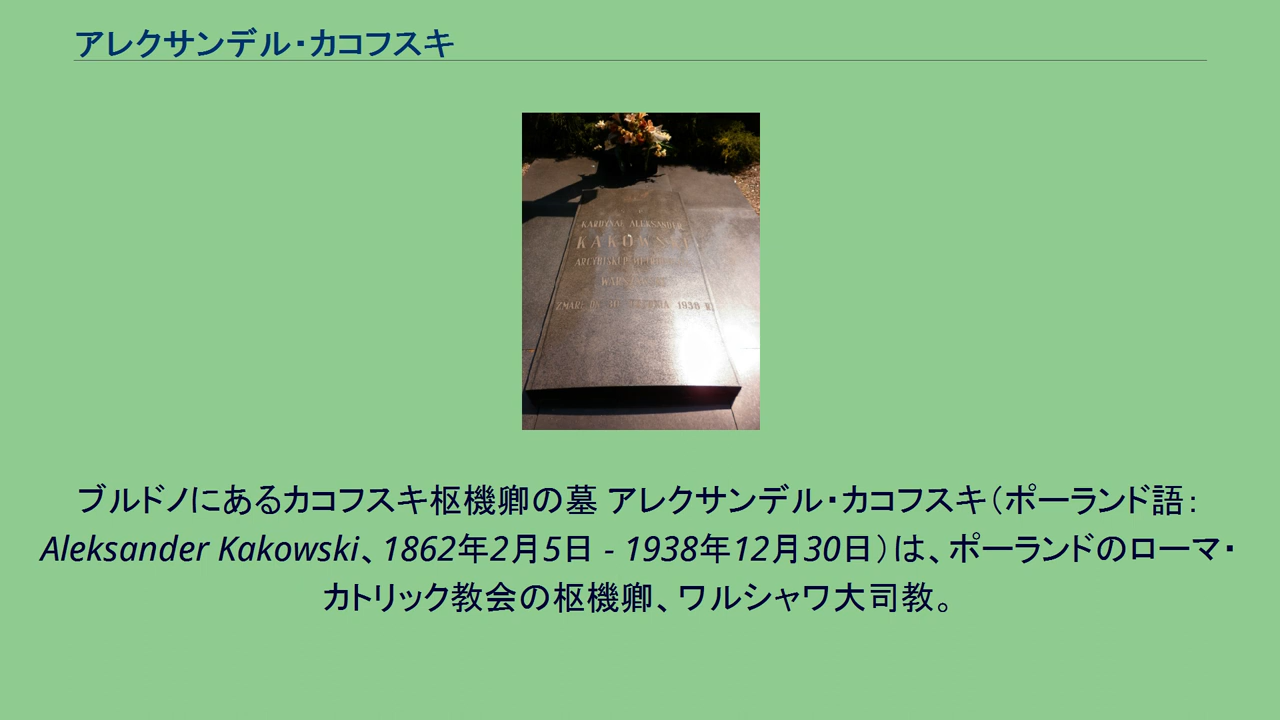 アレクサンデル・カコフスキ
KARDYNAŁ ALEKSANDER
KAKOWSKI
WARSZAWSKI
1938 R
ブルドノにあるカコフスキ枢機卿の墓 アレクサンデル・カコフスキ（ポーランド語：
Aleksander Kakowski、1862年2月5日 - 1938年12月30日）は、ポーランドのローマ・
カトリック教会の枢機卿、ワルシャワ大司教。